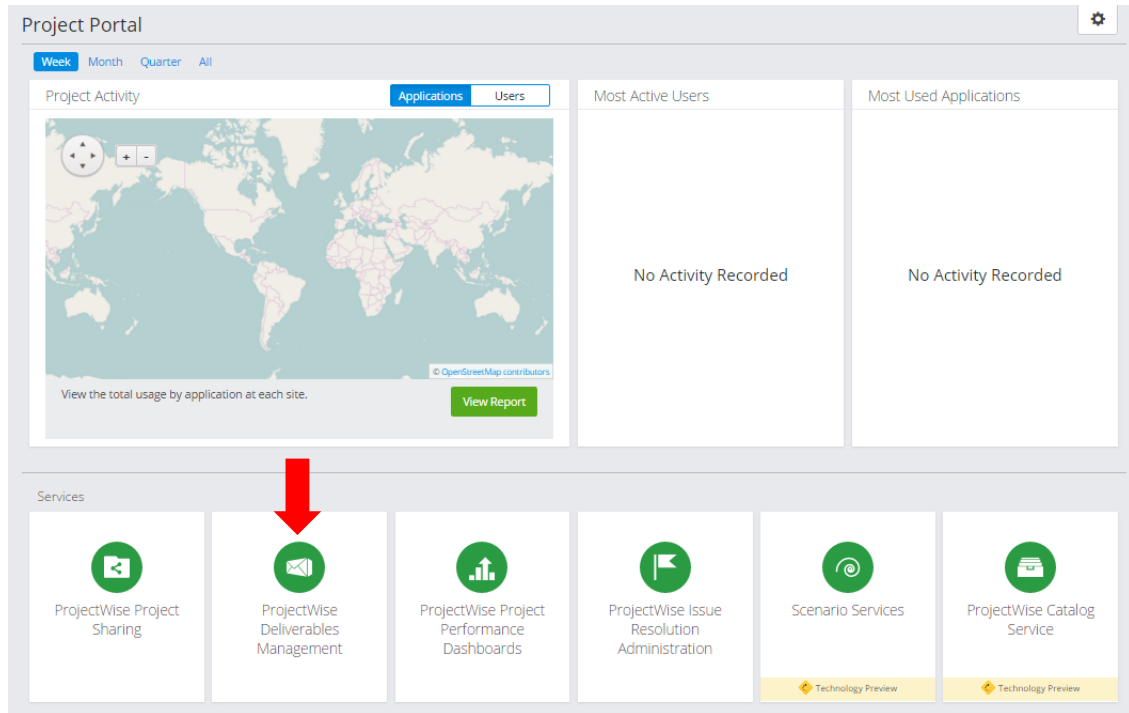 Project Portal
Week Month Quarter All
Project Activity
Applications Users
Most Active Users
Most Used Applications
+ -
No Activity Recorded
No Activity Recorded
© OpenStreetMap contributors
View the total usage by application at each site.
View Report
Services
ProjectWise Project
Sharing
ProjectWise
Deliverables
Management
ProjectWise Project
Performance
Dashboards
ProjectWise Issue
Resolution
Administration
Scenario Services
Technology Preview
ProjectWise Catalog
Service
Technology Preview